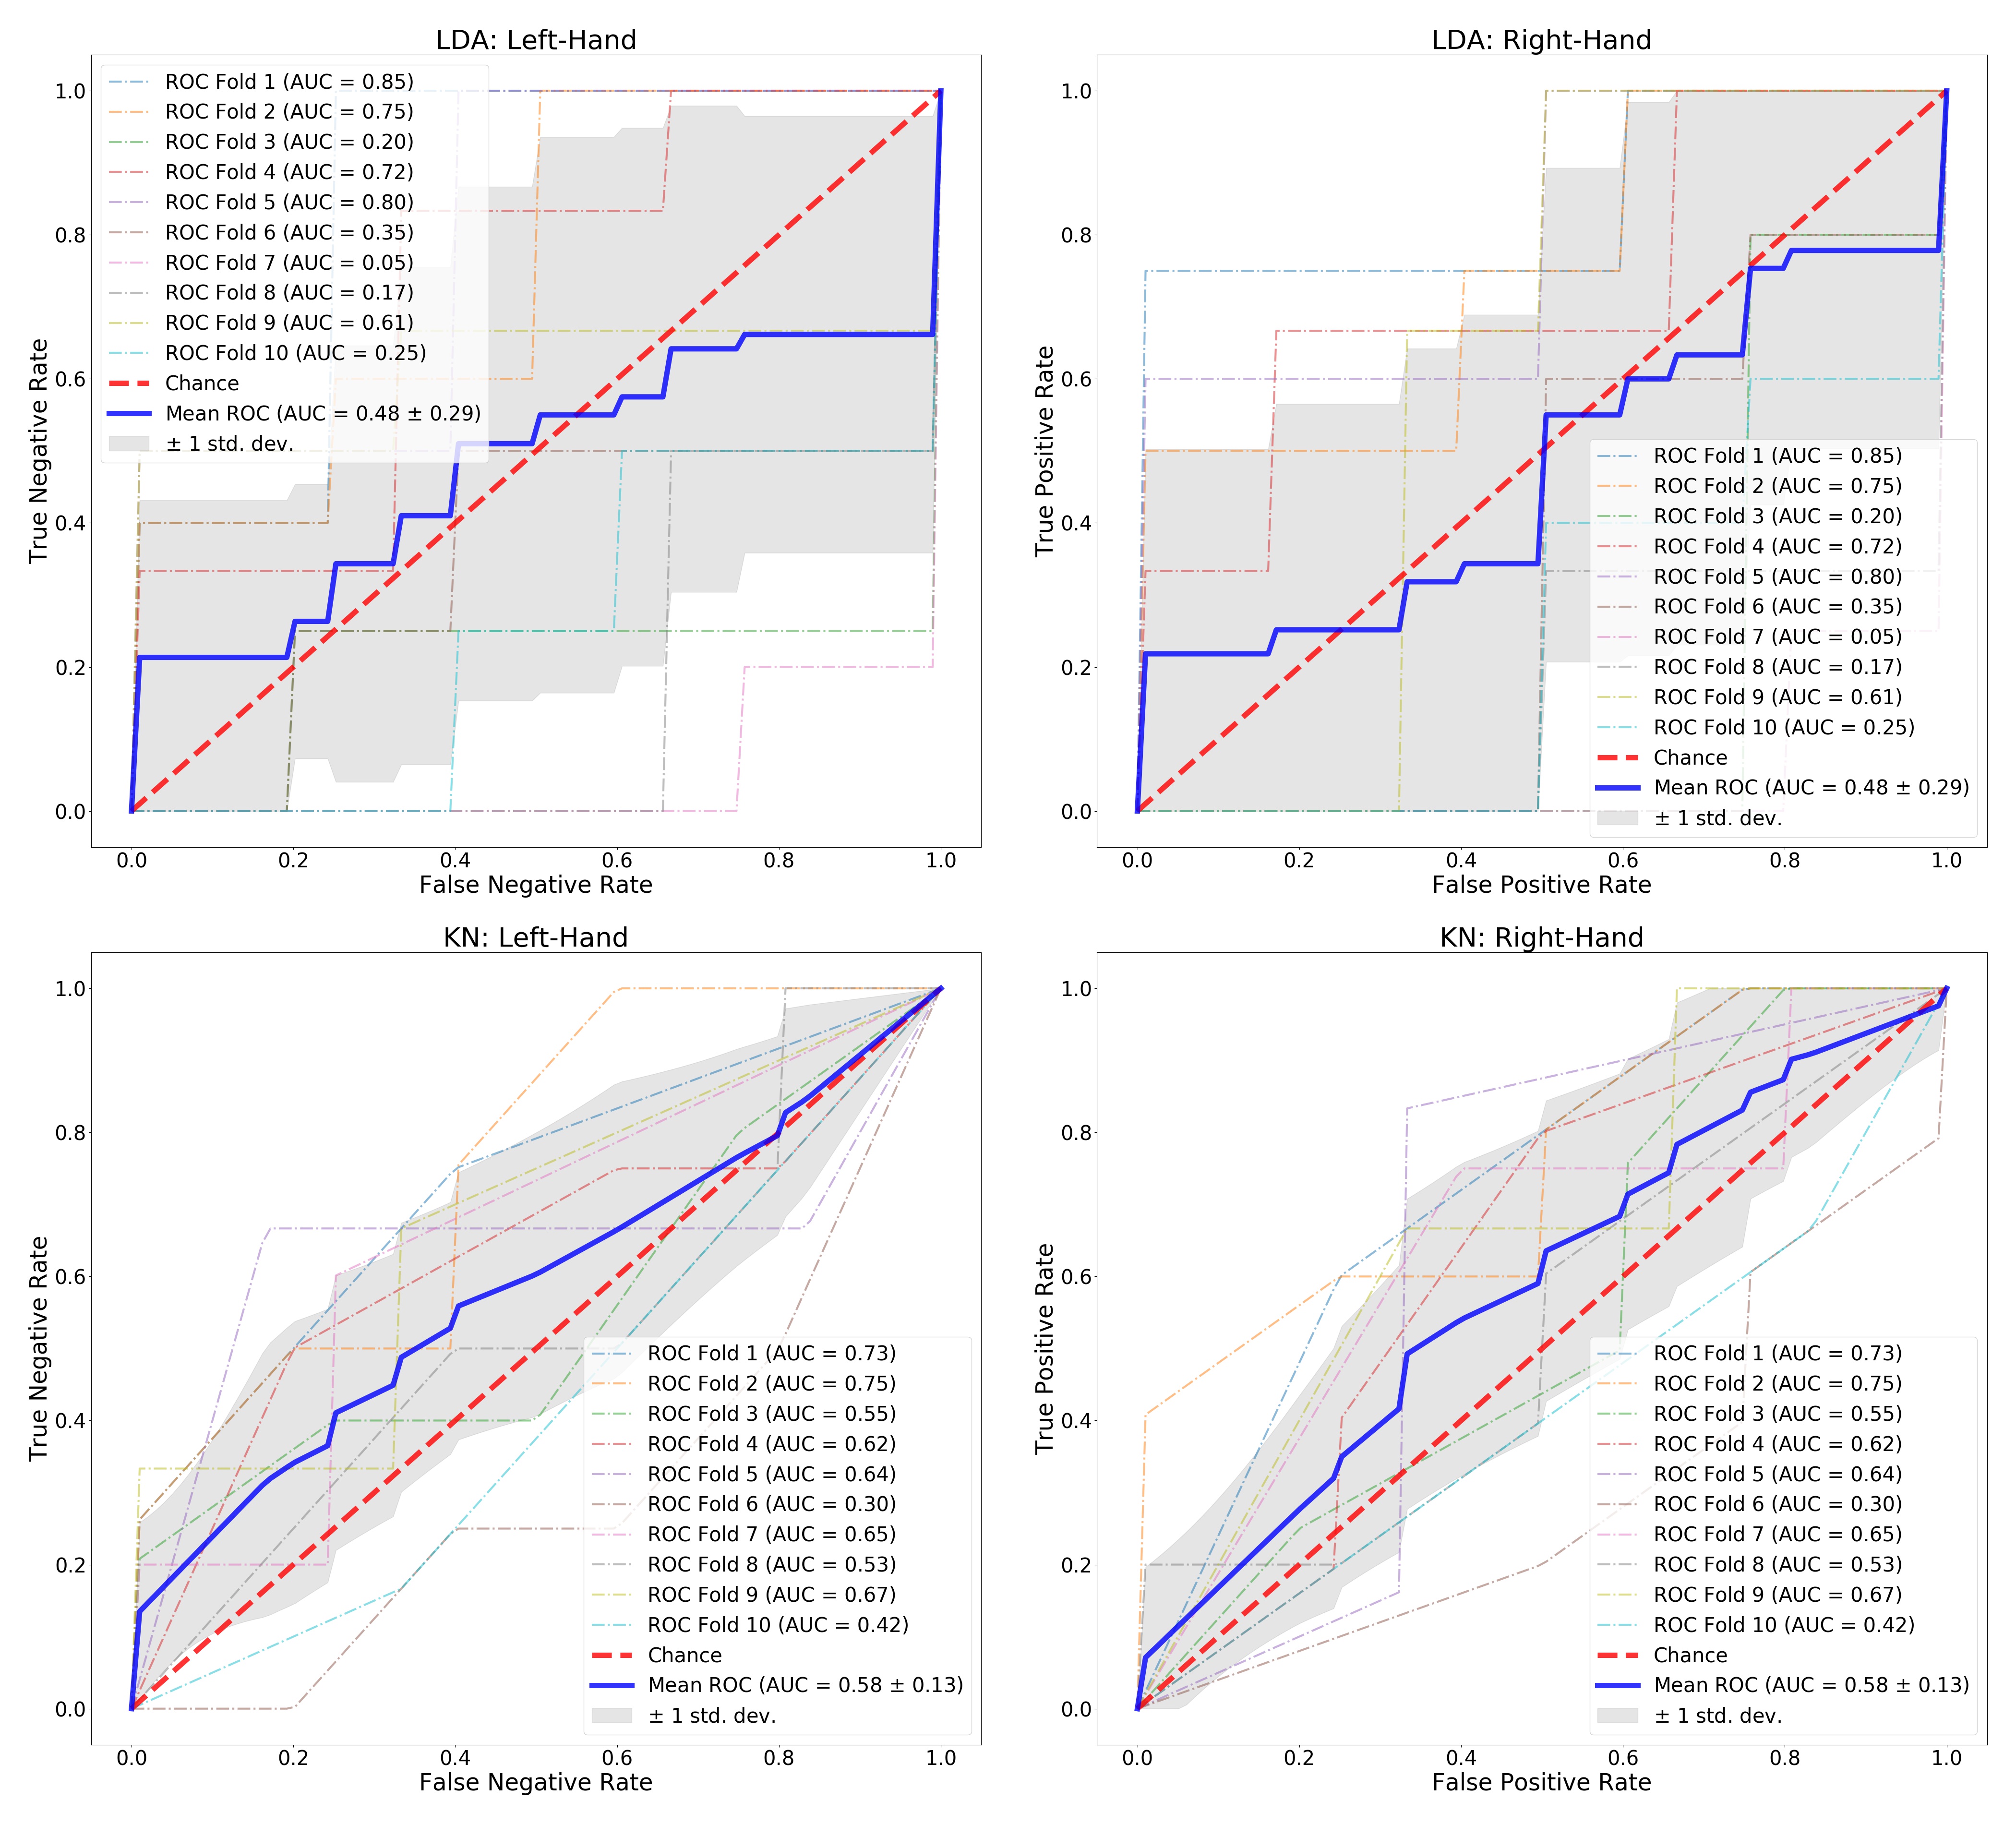 LDA: Left-Hand
True Negative Rate
1.0
0.8
0.6
0.4
0.2
0.0
ROC Fold 1 (AUC = 0.85)
ROC Fold 2 (AUC = 0.75)
ROC Fold 3 (AUC = 0.20)
ROC Fold 4 (AUC = 0.72)
ROC Fold 5 (AUC = 0.80)
ROC Fold 6 (AUC = 0.35)
ROC Fold 7 (AUC = 0.05)
ROC Fold 8 (AUC = 0.17)
ROC Fold 9 (AUC = 0.61)
ROC Fold 10 (AUC = 0.25)
Chance
Mean ROC (AUC = 0.48 ± 0.29)
± 1 std. dev.
0.0 0.2 0.4 0.6 0.8 1.0
False Negative Rate
LDA: Right-Hand
True Positive Rate
1.0
0.8
0.6
0.4
0.2
0.0
ROC Fold 1 (AUC = 0.85)
ROC Fold 2 (AUC = 0.75)
ROC Fold 3 (AUC = 0.20)
ROC Fold 4 (AUC = 0.72)
ROC Fold 5 (AUC = 0.80)
ROC Fold 6 (AUC = 0.35)
ROC Fold 7 (AUC = 0.05)
ROC Fold 8 (AUC = 0.17)
ROC Fold 9 (AUC = 0.61)
ROC Fold 10 (AUC = 0.25)
Chance
Mean ROC (AUC = 0.48 ± 0.29)
± 1 std. dev.
0.0 0.2 0.4 0.6 0.8 1.0
False Positive Rate
KN: Left-Hand
True Negative Rate
1.0
0.8
0.6
0.4
0.2
0.0
ROC Fold 1 (AUC = 0.73)
ROC Fold 2 (AUC = 0.75)
ROC Fold 3 (AUC = 0.55)
ROC Fold 4 (AUC = 0.62)
ROC Fold 5 (AUC = 0.64)
ROC Fold 6 (AUC = 0.30)
ROC Fold 7 (AUC = 0.65)
ROC Fold 8 (AUC = 0.53)
ROC Fold 9 (AUC = 0.67)
ROC Fold 10 (AUC = 0.42)
Chance
Mean ROC (AUC = 0.58 ± 0.13)
± 1 std. dev.
0.0 0.2 0.4 0.6 0.8 1.0
False Negative Rate
KN: Right-Hand
True Positive Rate
1.0
0.8
0.6
0.4
0.2
0.0
ROC Fold 1 (AUC = 0.73)
ROC Fold 2 (AUC = 0.75)
ROC Fold 3 (AUC = 0.55)
ROC Fold 4 (AUC = 0.62)
ROC Fold 5 (AUC = 0.64)
ROC Fold 6 (AUC = 0.30)
ROC Fold 7 (AUC = 0.65)
ROC Fold 8 (AUC = 0.53)
ROC Fold 9 (AUC = 0.67)
ROC Fold 10 (AUC = 0.42)
Chance
Mean ROC (AUC = 0.58 ± 0.13)
± 1 std. dev.
0.0 0.2 0.4 0.6 0.8 1.0
False Positive Rate